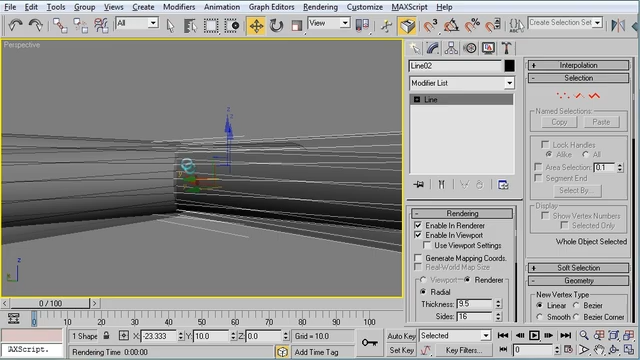 File Edit Tools Group Views Create Modifiers Animation Graph Editors Rendering Customize MAXScript Help
All View 3 Create Selection Set
Perspective
Line02
Modifier List
Line
Rendering
Enable In Renderer
Enable In Viewport
Use Viewport Settings
Generate Mapping Coords.
Real-World Map Size
Viewport Renderer
Radial
Thickness: 9.5
Sides: 16
Interpolation
Selection
Named Selections:
Copy Paste
Lock Handles
Alike All
Area Selection: 0.1
Segment End
Select By...
Display
Show Vertex Numbers
Selected Only
Whole Object Selected
Soft Selection
Geometry
New Vertex Type
Linear Bezier
Smooth Bezier Corner
z
z
0 / 100
0 10 20 30 40 50 60 70 80 90 100
1 Shape X: -23.333 Y: 10.0 Z: 0.0 Grid = 10.0 Auto Key Selected
AXScript. Rendering Time 0:00:00 Add Time Tag Set Key Key Filters... 0